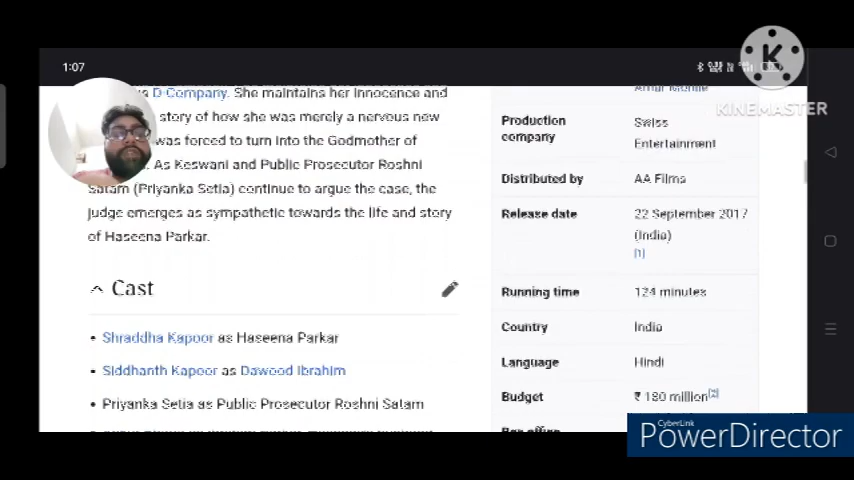 1:07
KINEMASTER
D Company. She maintains her innocence and
story of how she was merely a nervous new
was forced to turn into the Godmother of
As Keswani and Public Prosecutor Roshni
Satam (Priyanka Setia) continue to argue the case, the
judge emerges as sympathetic towards the life and story
of Haseena Parkar.
Cast
• Shraddha Kapoor as Haseena Parkar
• Siddhanth Kapoor as Dawood Ibrahim
• Priyanka Setia as Public Prosecutor Roshni Satam
Production company
Swiss Entertainment
Distributed by
AA Films
Release date
22 September 2017
(India)
[1]
Running time
124 minutes
Country
India
Language
Hindi
Budget
₹ 180 million[2]
CyberLink
PowerDirector